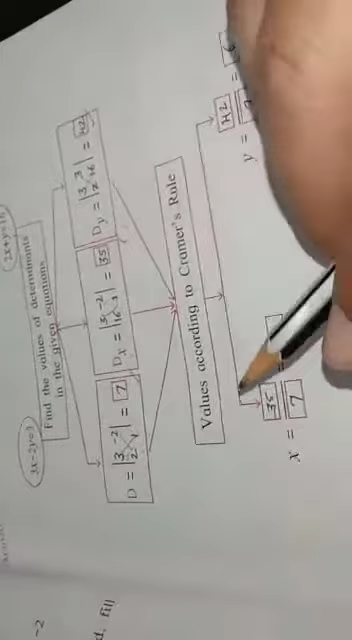 3x-2y=3
2x+y=16
Find the values of determinants
in the given equations
D = |3 -2 2 1| = 7
Dx = |3 -2 16 1| = 35
Dy = |3 3 2 16| = 42
Values according to Cramer's Rule
x = 35 / 7 =
y = 42 / 7 = 6
-2
d, fill